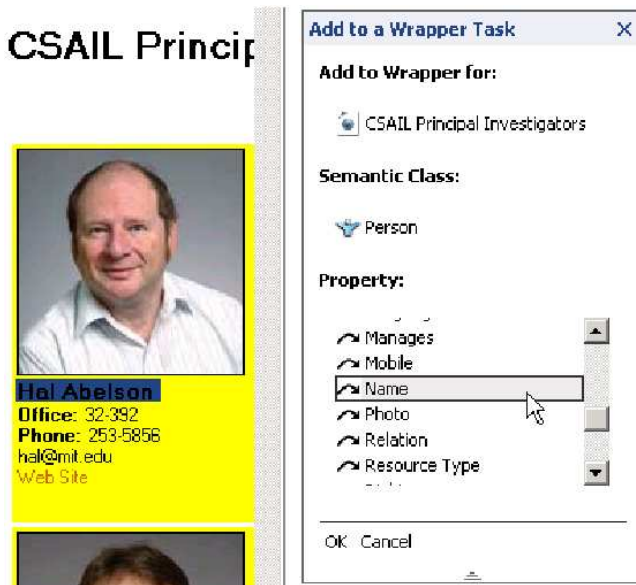 CSAIL Princip
Hal Abelson
Office: 32-392
Phone: 253-5856
hal@mit.edu
Web Site
Add to a Wrapper Task
Add to Wrapper for:
CSAIL Principal Investigators
Semantic Class:
Person
Property:
Manages
Mobile
Name
Photo
Relation
Resource Type
OK Cancel